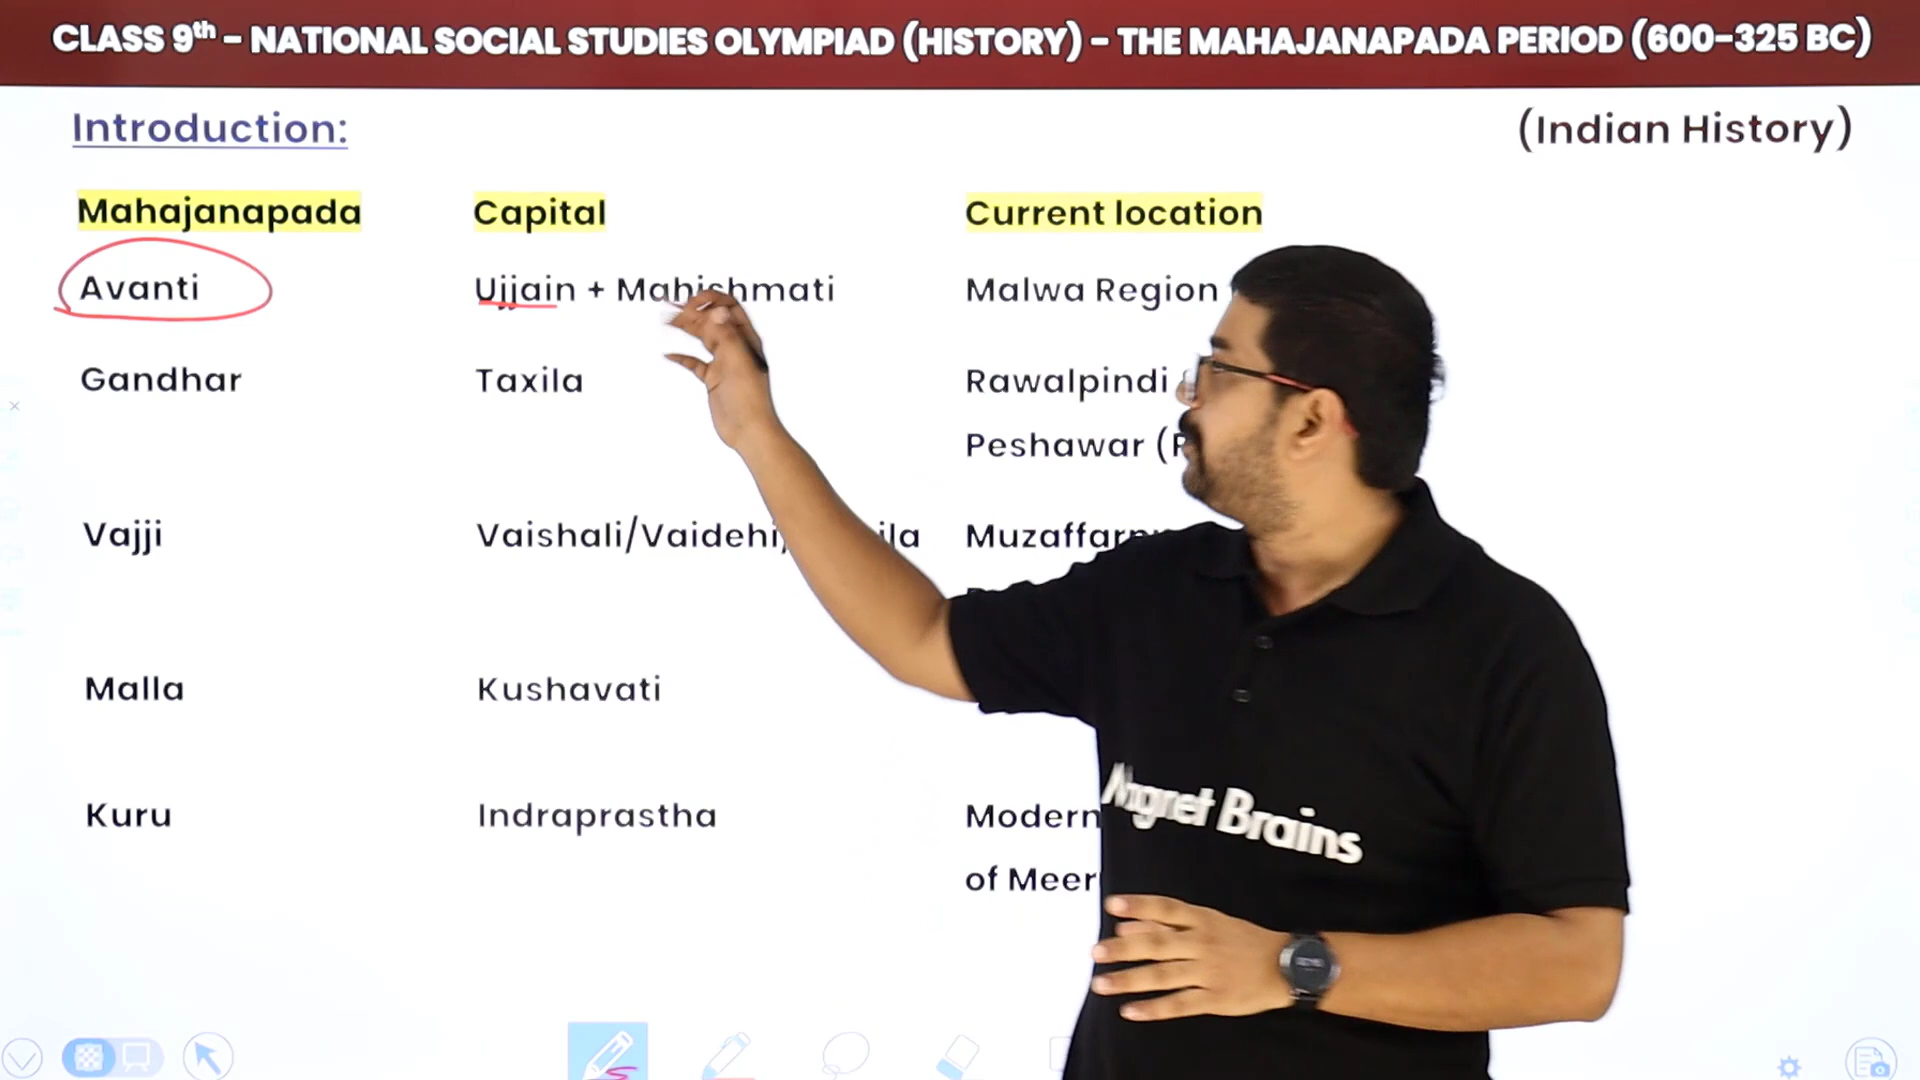 CLASS 9th - NATIONAL SOCIAL STUDIES OLYMPIAD (HISTORY) - THE MAHAJANAPADA PERIOD (600-325 BC)
Introduction: (Indian History)
Mahajanapada Capital Current location
Avanti Ujjain + Mahishmati Malwa Region
Gandhar Taxila Rawalpindi
Peshawar (
Vajji Vaishali/Vaidehi/ Muzaffarpur
Malla Kushavati
Kuru Indraprastha Modern
of Meer
Magnet Brains